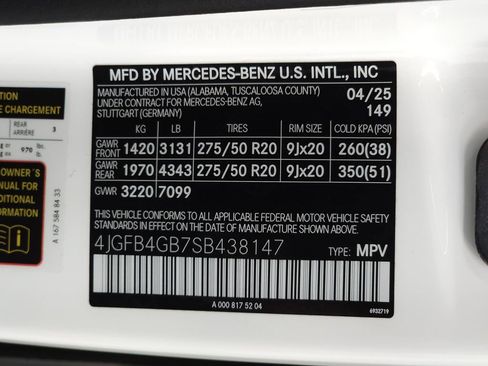 TION
E CHARGEMENT
REAR
ARRIÈRE
3
970 lbs.
OWNER'S
NUAL FOR
DITIONAL
ORMATION
A 167 584 84 33
MFD BY MERCEDES-BENZ U.S. INTL., INC
MANUFACTURED IN USA (ALABAMA, TUSCALOOSA COUNTY) 04/25
UNDER CONTRACT FOR MERCEDES-BENZ AG, 149
STUTTGART (GERMANY)
KG LB TIRES RIM SIZE COLD KPA (PSI)
GAWR FRONT 1420 3131 275/50 R20 9Jx20 260(38)
GAWR REAR 1970 4343 275/50 R20 9Jx20 350(51)
GVWR 3220 7099
THIS VEHICLE CONFORMS TO ALL APPLICABLE FEDERAL MOTOR VEHICLE SAFETY
STANDARDS IN EFFECT ON THE DATE OF MANUFACTURE SHOWN ABOVE.
4JGFB4GB7SB438147 TYPE: MPV
A 000 817 52 04
6932719